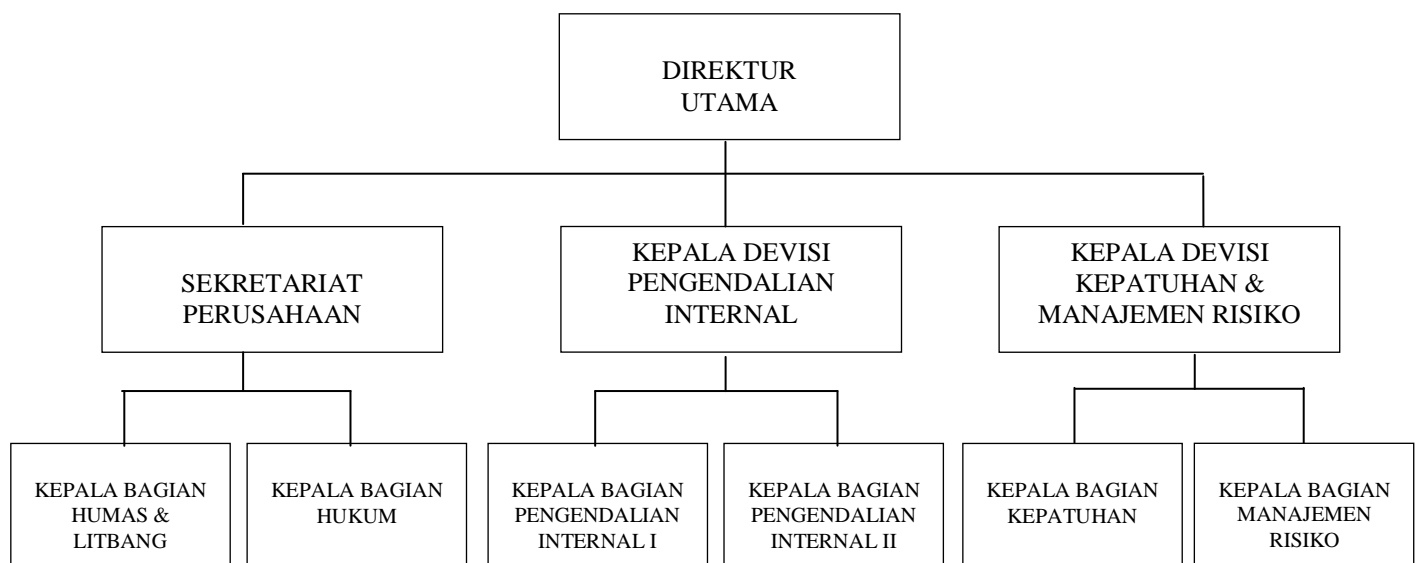 DIREKTUR
UTAMA
SEKRETARIAT
PERUSAHAAN
KEPALA DEVISI
PENGENDALIAN
INTERNAL
KEPALA DEVISI
KEPATUHAN &
MANAJEMEN RISIKO
KEPALA BAGIAN
HUMAS &
LITBANG
KEPALA BAGIAN
HUKUM
KEPALA BAGIAN
PENGENDALIAN
INTERNAL I
KEPALA BAGIAN
PENGENDALIAN
INTERNAL II
KEPALA BAGIAN
KEPATUHAN
KEPALA BAGIAN
MANAJEMEN
RISIKO